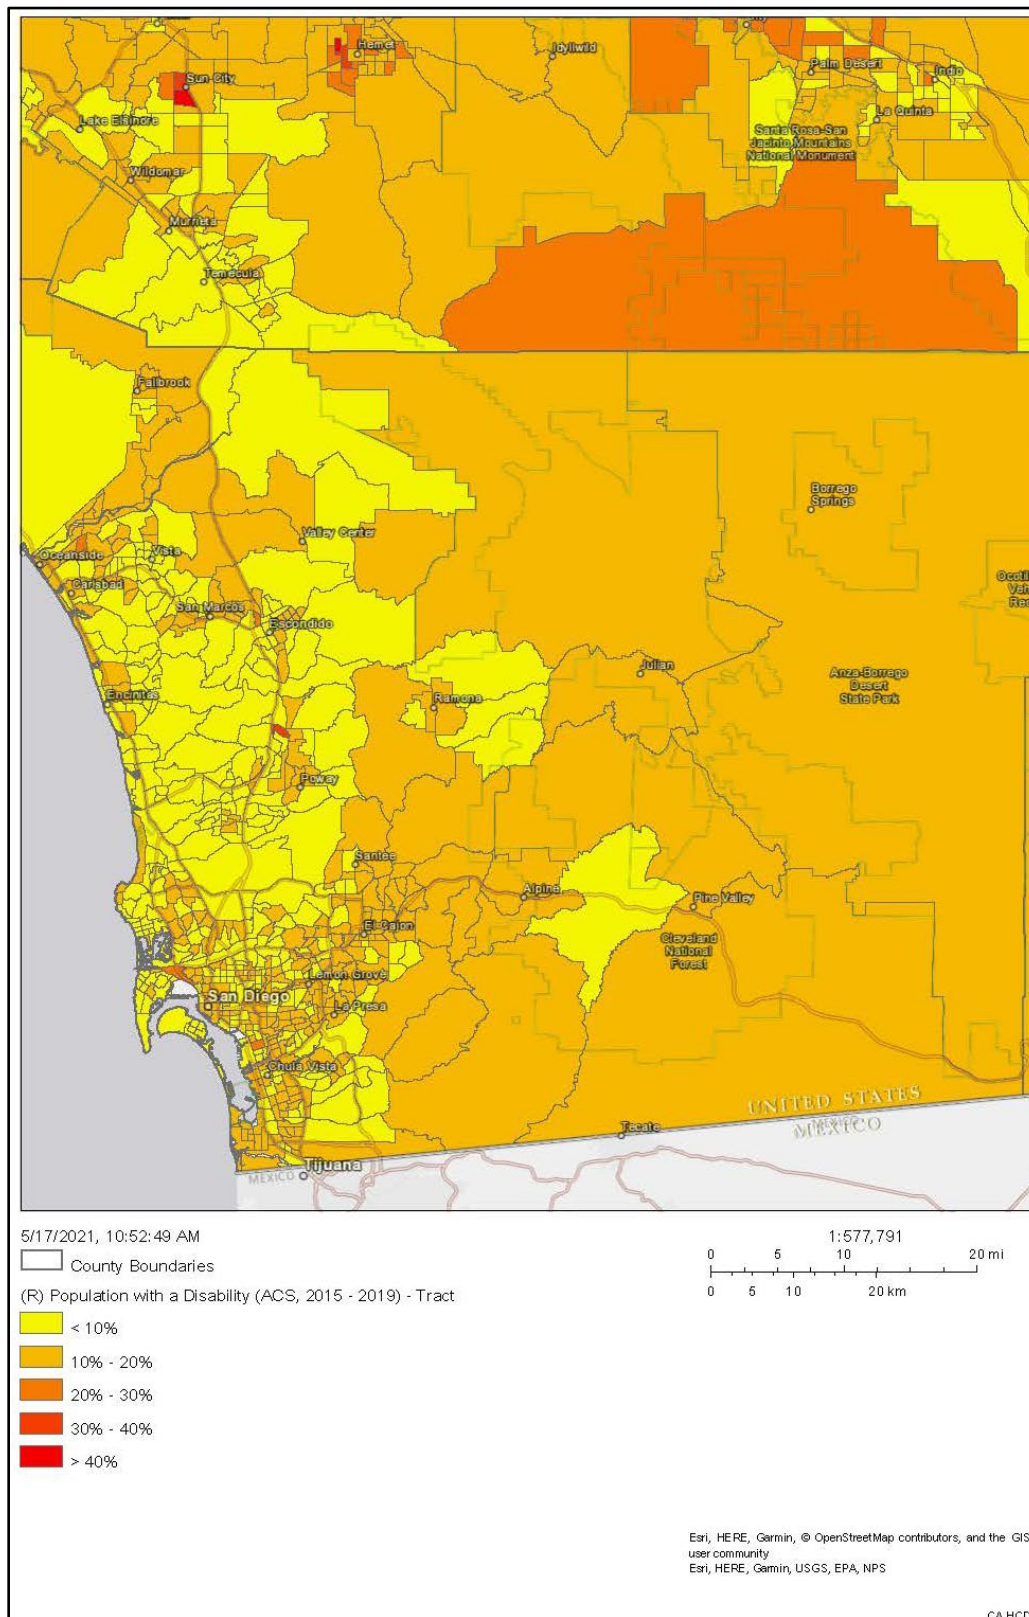 Hemet
Idyllwild
Sun City
Palm Desert
Indio
La Quinta
Lake Elsinore
Santa Rosa-San
Jacinto Mountains
National Monument
Wildomar
Murrieta
Temecula
Fallbrook
Borrego
Springs
Valley Center
Oceanside
Vista
Carlsbad
San Marcos
Escondido
Julian
Anza-Borrego
Desert
State Park
Encinitas
Ramona
Poway
Santee
Alpine
Pine Valley
El Cajon
Cleveland
National
Forest
Lemon Grove
San Diego
La Presa
Chula Vista
UNITED STATES
MÉXICO
Tecate
Tijuana
MÉXICO
5/17/2021, 10:52:49 AM
County Boundaries
(R) Population with a Disability (ACS, 2015 - 2019) - Tract
< 10%
10% - 20%
20% - 30%
30% - 40%
> 40%
1:577,791
0 5 10 20 mi
0 5 10 20 km
Esri, HERE, Garmin, © OpenStreetMap contributors, and the GIS
user community
Esri, HERE, Garmin, USGS, EPA, NPS
CA HCD